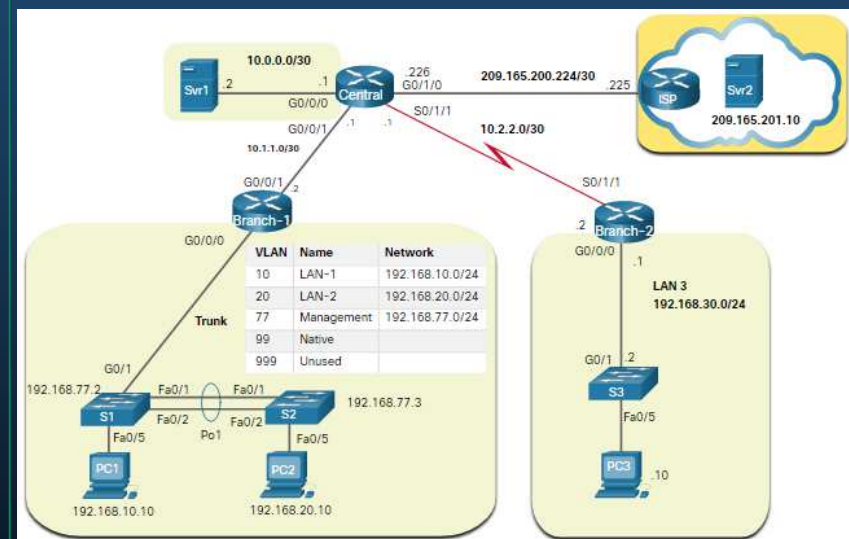 10.0.0.0/30
Svr1
.2
.1
G0/0/0
Central
.226
G0/1/0
209.165.200.224/30
.225
ISP
Svr2
209.165.201.10
S0/1/1
G0/0/1
.1
.1
10.2.2.0/30
10.1.1.0/30
G0/0/1
.2
Branch-1
S0/1/1
.2
Branch-2
G0/0/0
G0/0/0
.1
VLAN Name Network
10 LAN-1 192.168.10.0/24
20 LAN-2 192.168.20.0/24
77 Management 192.168.77.0/24
99 Native
999 Unused
LAN 3
192.168.30.0/24
Trunk
G0/1
192.168.77.2
Fa0/1
Fa0/1
192.168.77.3
S1
Fa0/2
Fa0/2
S2
Po1
Fa0/5
Fa0/5
PC1
PC2
192.168.10.10
192.168.20.10
G0/1
.2
S3
Fa0/5
PC3
.10